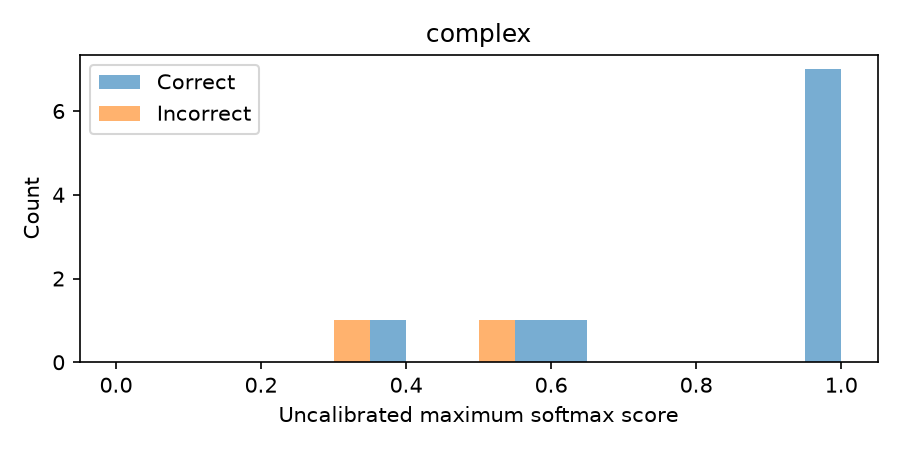 complex
Correct
Incorrect
Count
6
4
2
0
0.0 0.2 0.4 0.6 0.8 1.0
Uncalibrated maximum softmax score